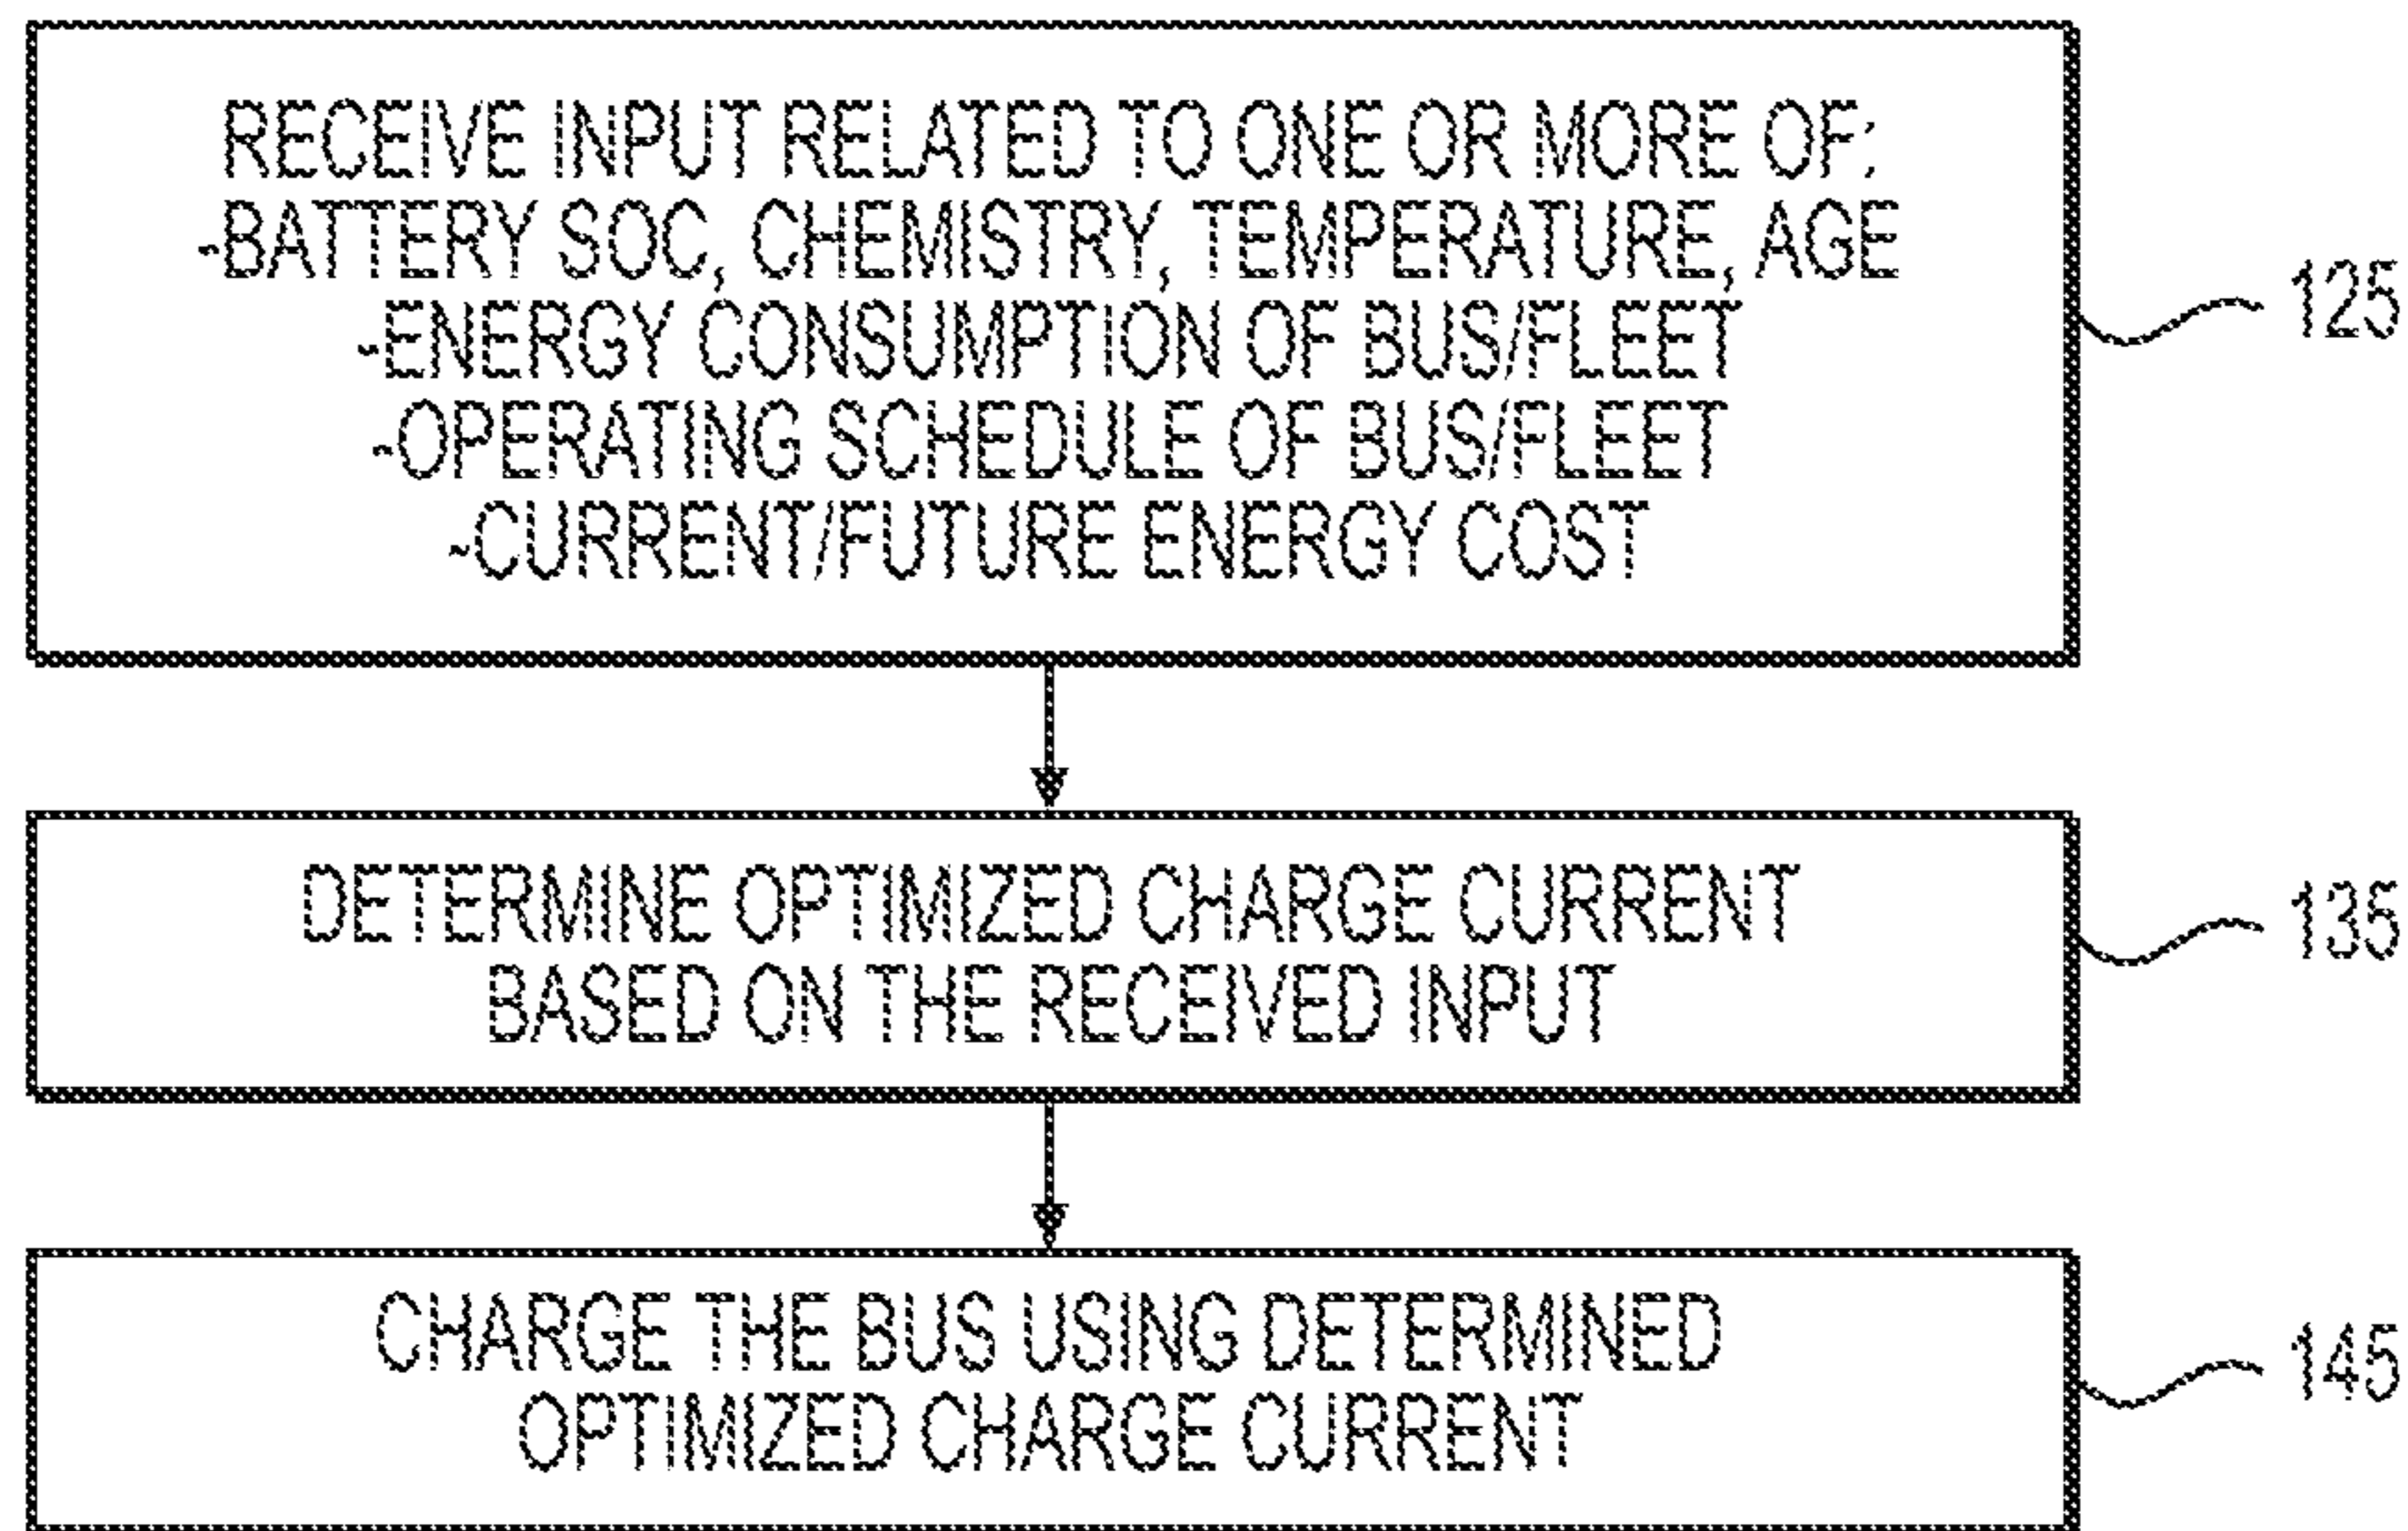 RECEIVE INPUT RELATED TO ONE OR MORE OF:
-BATTERY SOC, CHEMISTRY, TEMPERATURE, AGE
-ENERGY CONSUMPTION OF BUS/FLEET
-OPERATING SCHEDULE OF BUS/FLEET
-CURRENT/FUTURE ENERGY COST
125
DETERMINE OPTIMIZED CHARGE CURRENT
BASED ON THE RECEIVED INPUT
135
CHARGE THE BUS USING DETERMINED
OPTIMIZED CHARGE CURRENT
145